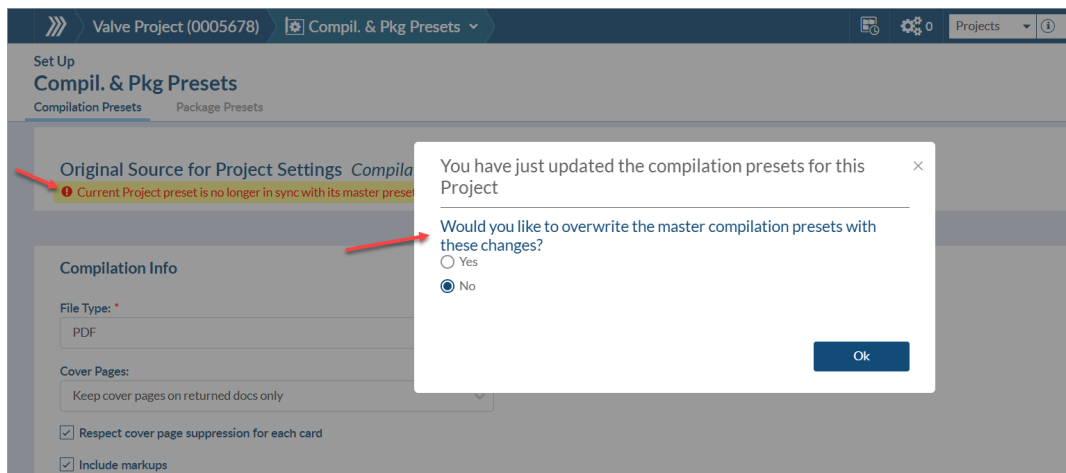 Valve Project (0005678) Compil. & Pkg Presets 0 Projects
Set Up
Compil. & Pkg Presets
Compilation Presets Package Presets
Original Source for Project Settings Compila
Current Project preset is no longer in sync with its master preset
You have just updated the compilation presets for this
Project
Would you like to overwrite the master compilation presets with
these changes?
Yes
No
Ok
Compilation Info
File Type: *
PDF
Cover Pages:
Keep cover pages on returned docs only
Respect cover page suppression for each card
Include markups